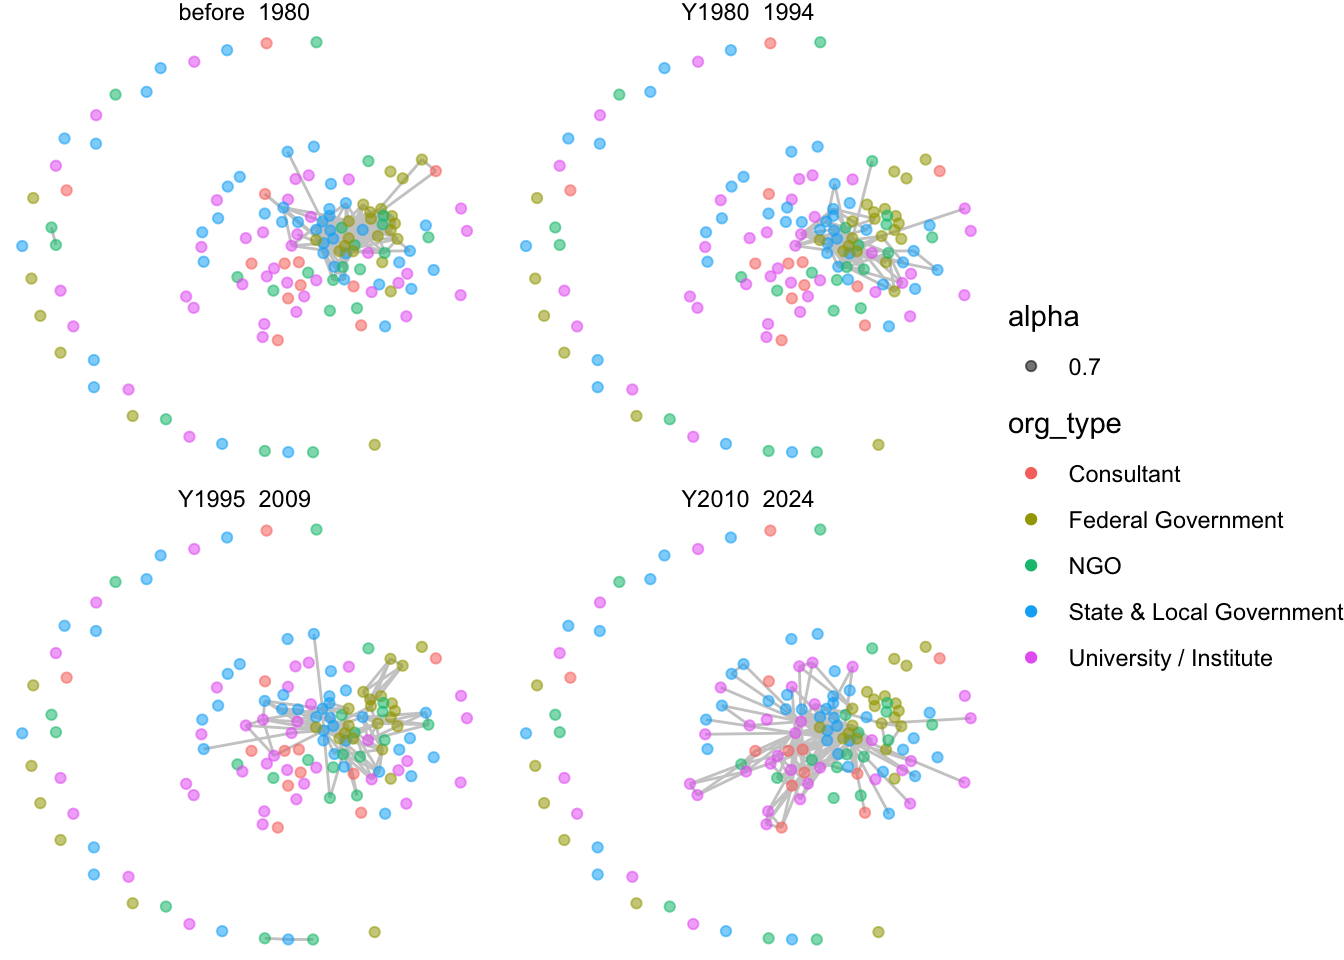 before  1980
Y1980  1994
Y1995  2009
Y2010  2024
alpha
0.7
org_type
Consultant
Federal Government
NGO
State & Local Government
University / Institute